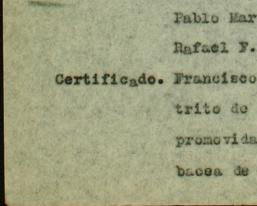 Pablo Mar
Rafael F.
Certificado. Francisco
trito de
promovida
bacea de